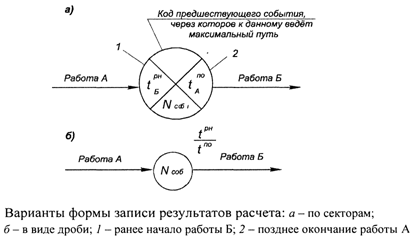 а)
Код предшествующего события,
через которое к данному ведёт
максимальный путь
1
2
Работа А
t рн Б
t по А
Работа Б
N соб i
б)
t рн
t по
Работа А
N соб
Работа Б
Варианты формы записи результатов расчета: а – по секторам;
б – в виде дроби; 1 – ранее начало работы Б; 2 – позднее окончание работы А